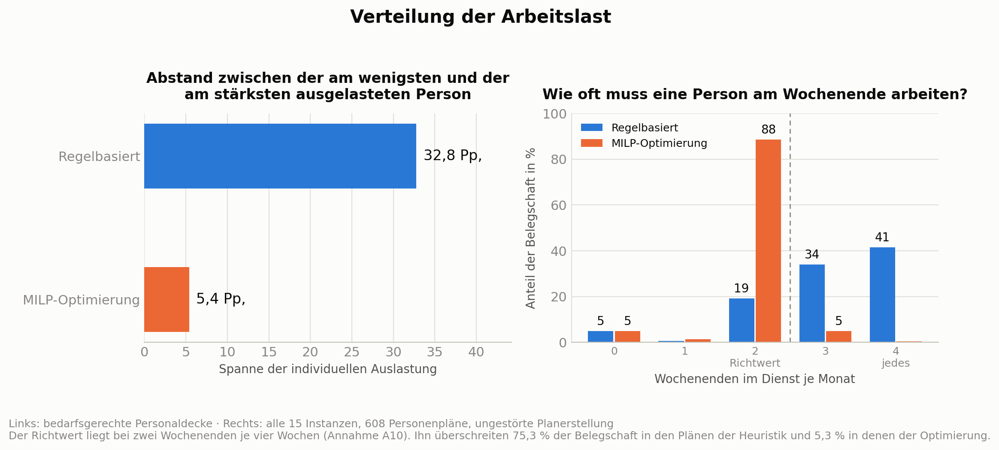 Verteilung der Arbeitslast
Abstand zwischen der am wenigsten und der
am stärksten ausgelasteten Person
Regelbasiert
32,8 Pp,
MILP-Optimierung
5,4 Pp,
0 5 10 15 20 25 30 35 40
Spanne der individuellen Auslastung
Wie oft muss eine Person am Wochenende arbeiten?
Anteil der Belegschaft in %
100
80
60
40
20
0
Regelbasiert
MILP-Optimierung
5 5 19 88 34 5 41
0 1 2 3 4
Richtwert jedes
Wochenenden im Dienst je Monat
Links: bedarfsgerechte Personaldecke · Rechts: alle 15 Instanzen, 608 Personenpläne, ungestörte Planerstellung
Der Richtwert liegt bei zwei Wochenenden je vier Wochen (Annahme A10). Ihn überschreiten 75,3 % der Belegschaft in den Plänen der Heuristik und 5,3 % in denen der Optimierung.